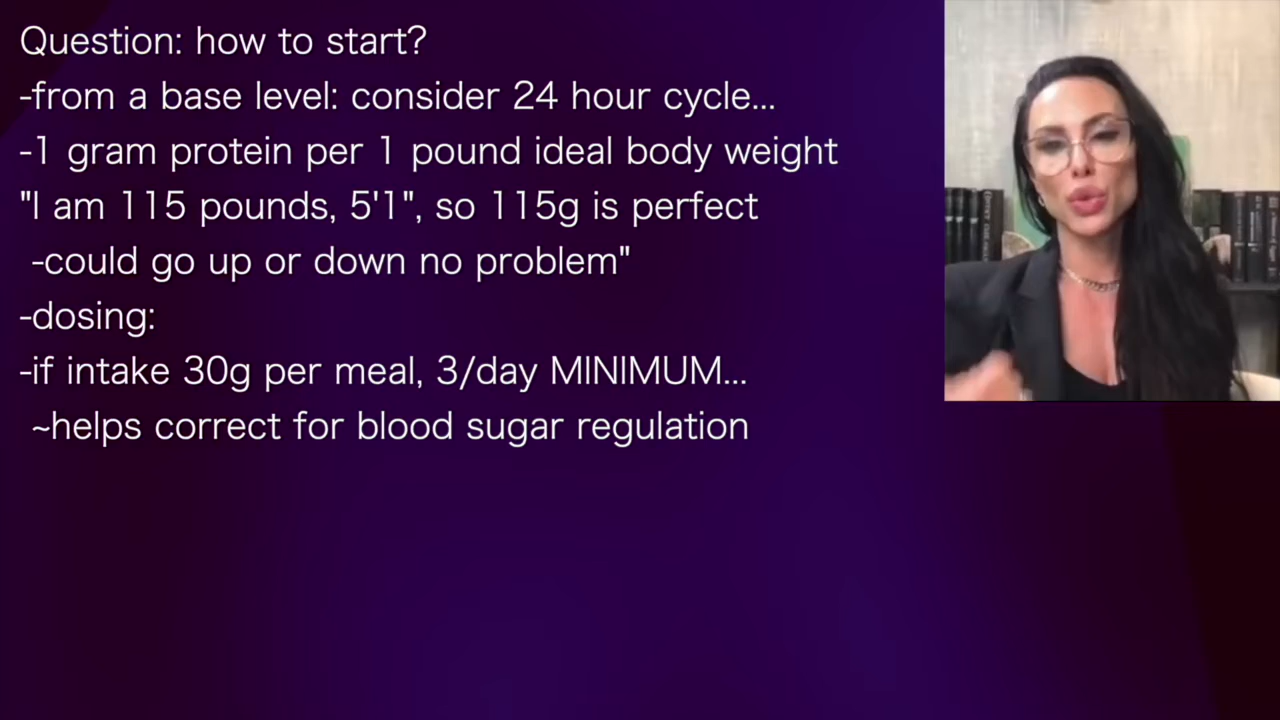 Question: how to start?
-from a base level: consider 24 hour cycle...
-1 gram protein per 1 pound ideal body weight
"I am 115 pounds, 5'1", so 115g is perfect
-could go up or down no problem"
-dosing:
-if intake 30g per meal, 3/day MINIMUM...
~helps correct for blood sugar regulation